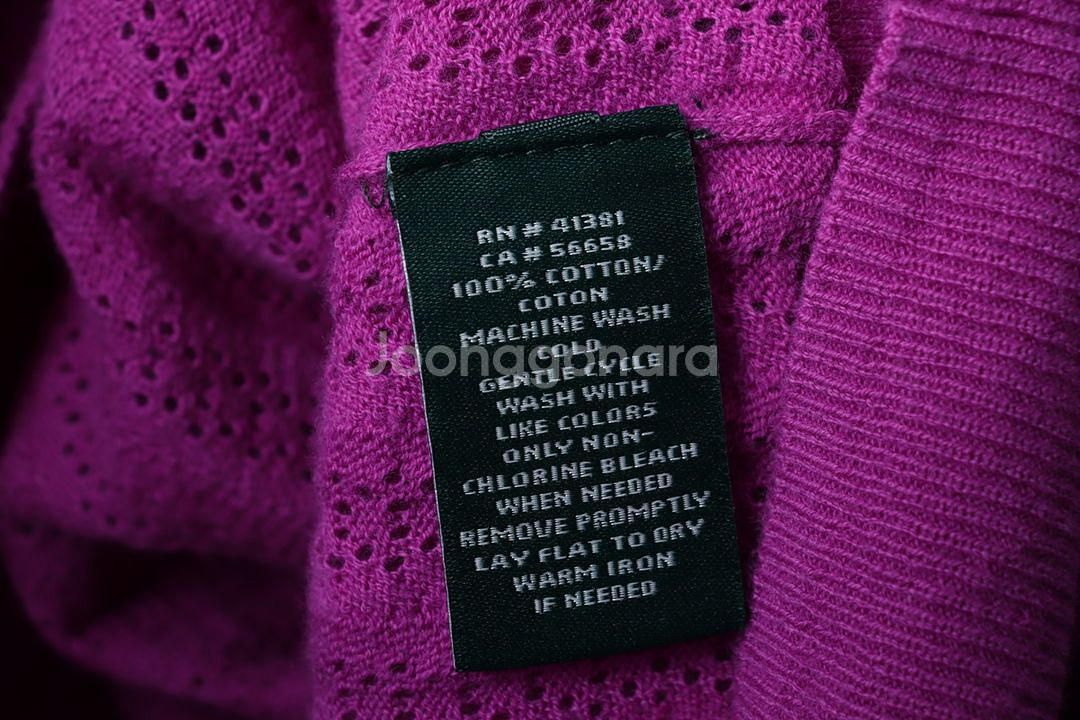 RN # 41381
CA # 56658
100% COTTON/
COTON
MACHINE WASH
COLD
GENTLE CYCLE
WASH WITH
LIKE COLORS
ONLY NON-
CHLORINE BLEACH
WHEN NEEDED
REMOVE PROMPTLY
LAY FLAT TO DRY
WARM IRON
IF NEEDED
Joonggonara